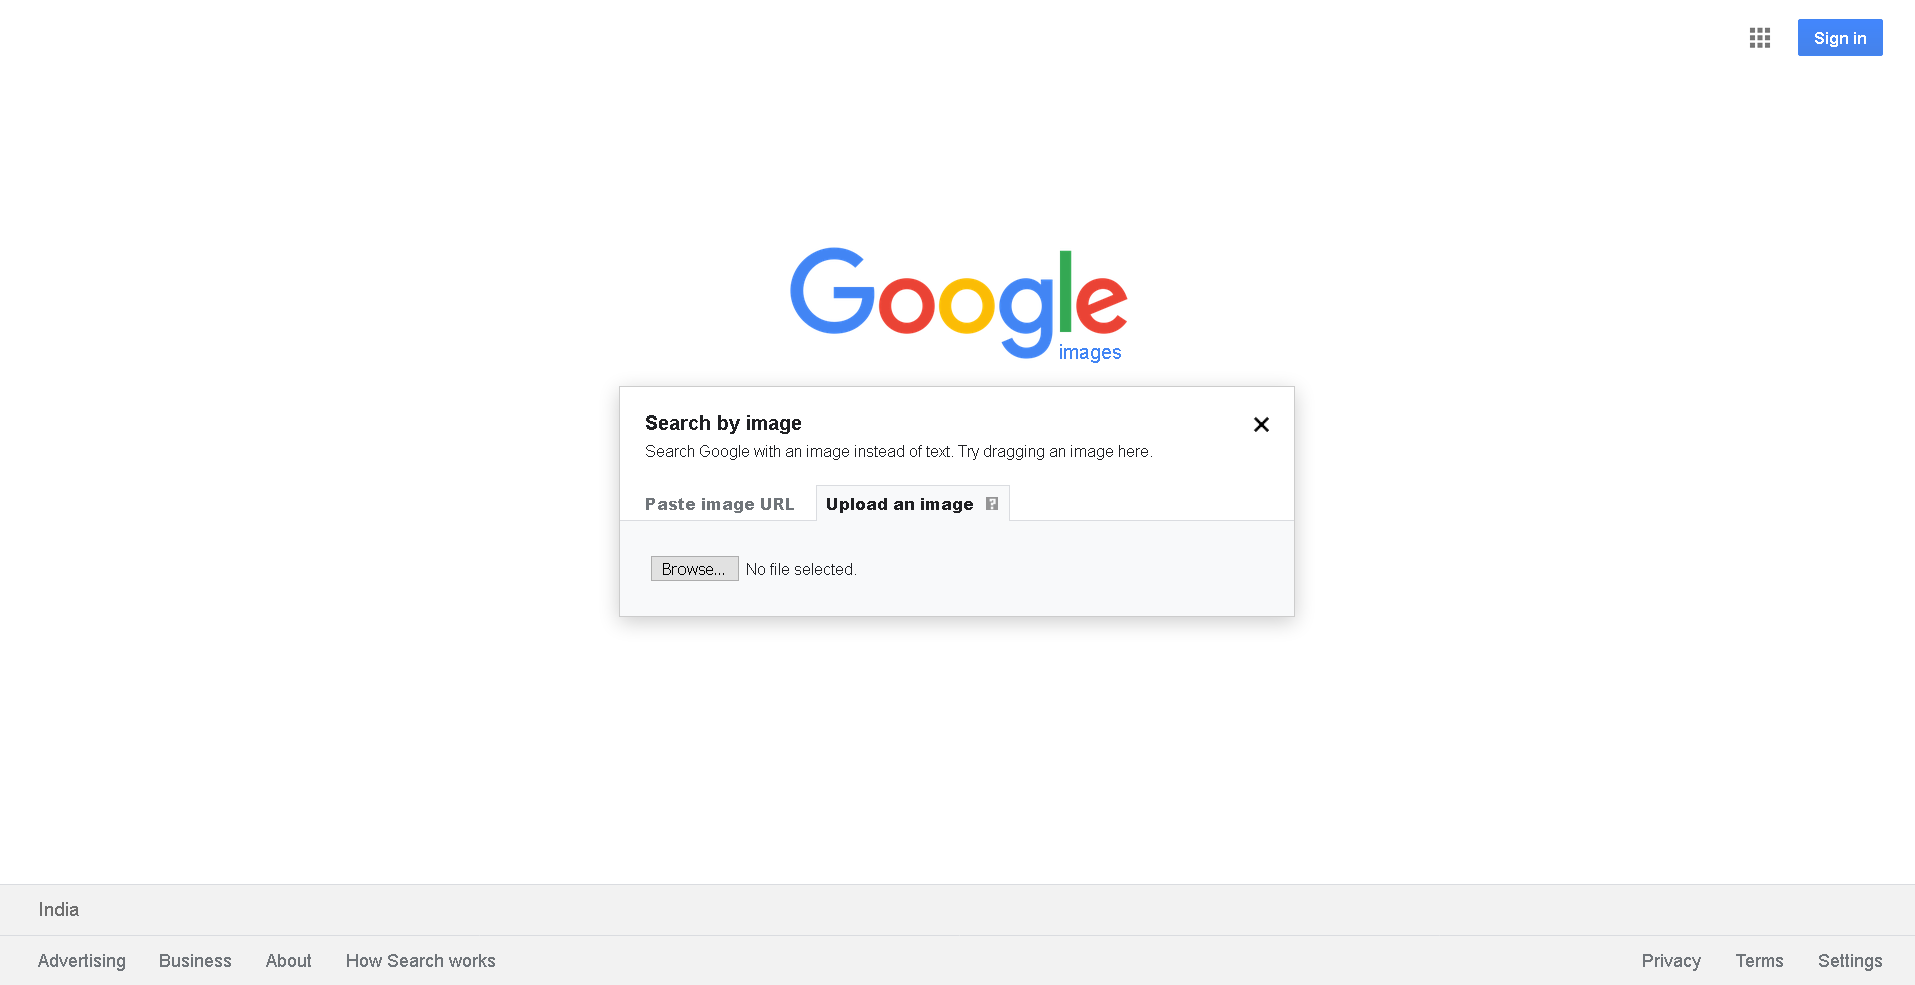 Sign in
Google
images
Search by image
Search Google with an image instead of text. Try dragging an image here.
Paste image URL Upload an image ?
Browse... No file selected.
India
Advertising Business About How Search works Privacy Terms Settings